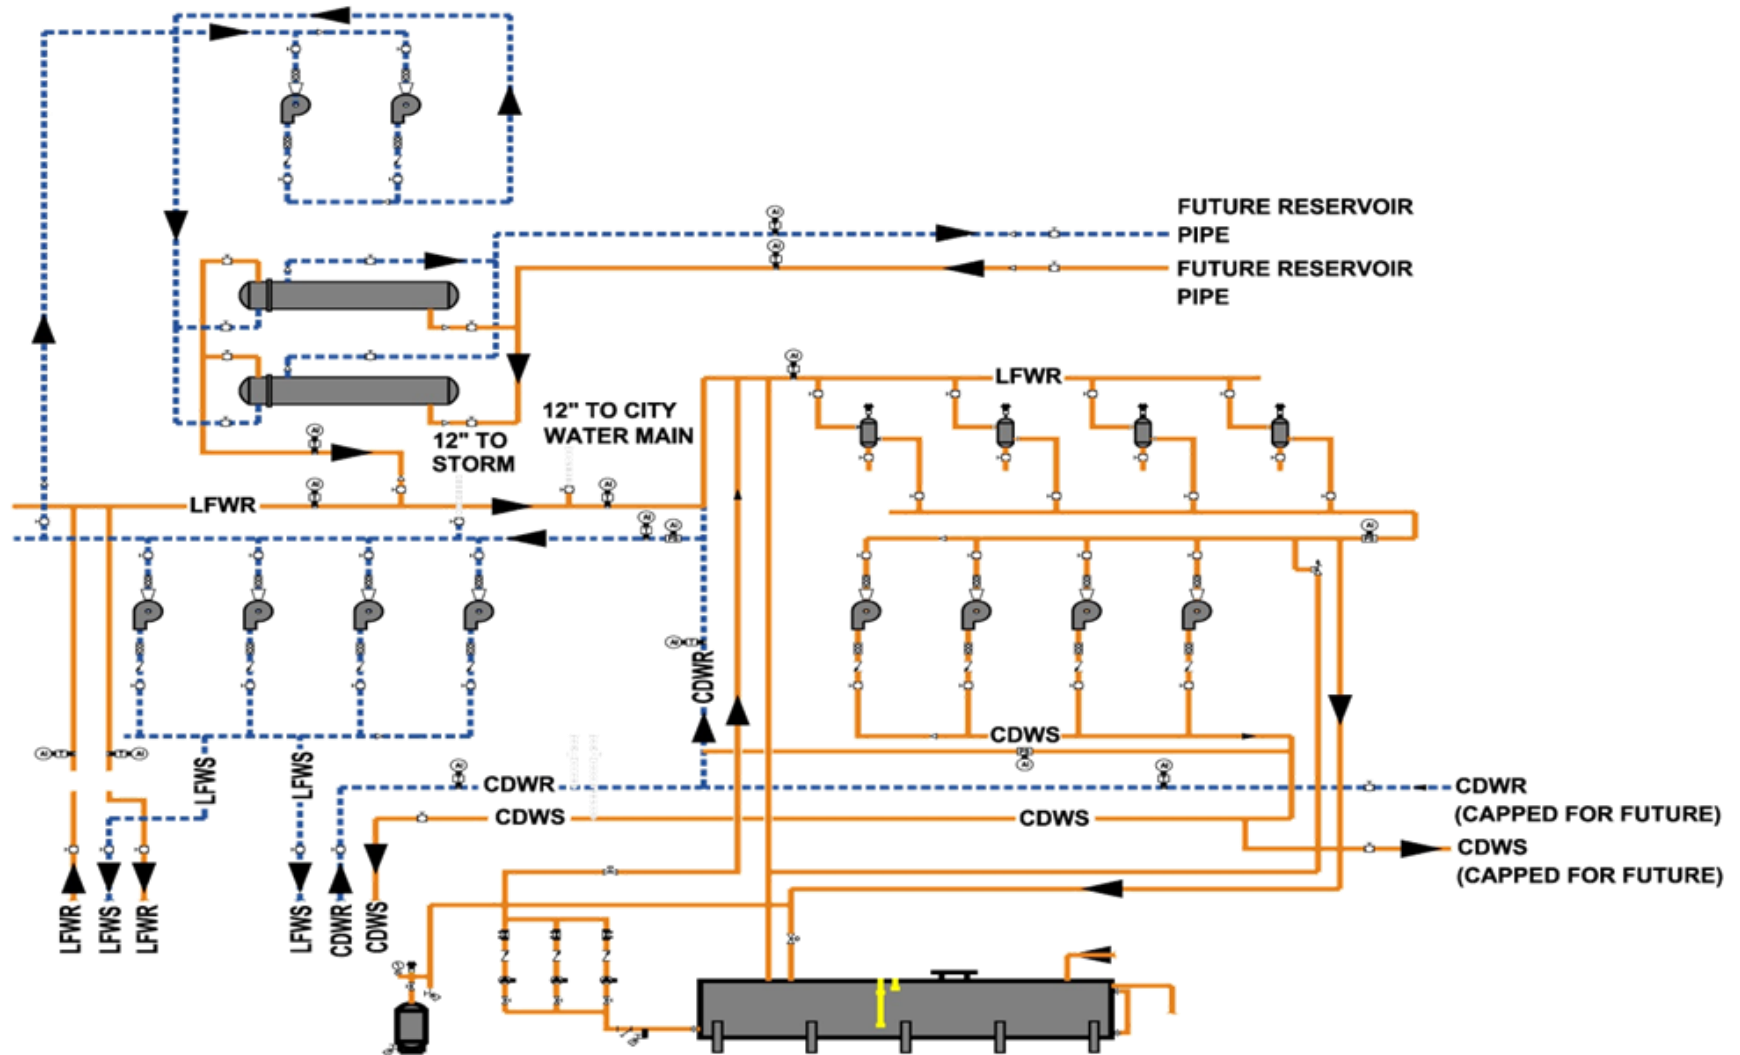 FUTURE RESERVOIR
PIPE
FUTURE RESERVOIR
PIPE
LFWR
12" TO CITY
WATER MAIN
12" TO
STORM
LFWR
CDWR
CDWS
LFWS
LFWS
CDWR
CDWR
(CAPPED FOR FUTURE)
CDWS
CDWS
CDWS
(CAPPED FOR FUTURE)
LFWR
LFWS
LFWR
LFWS
CDWR
CDWS